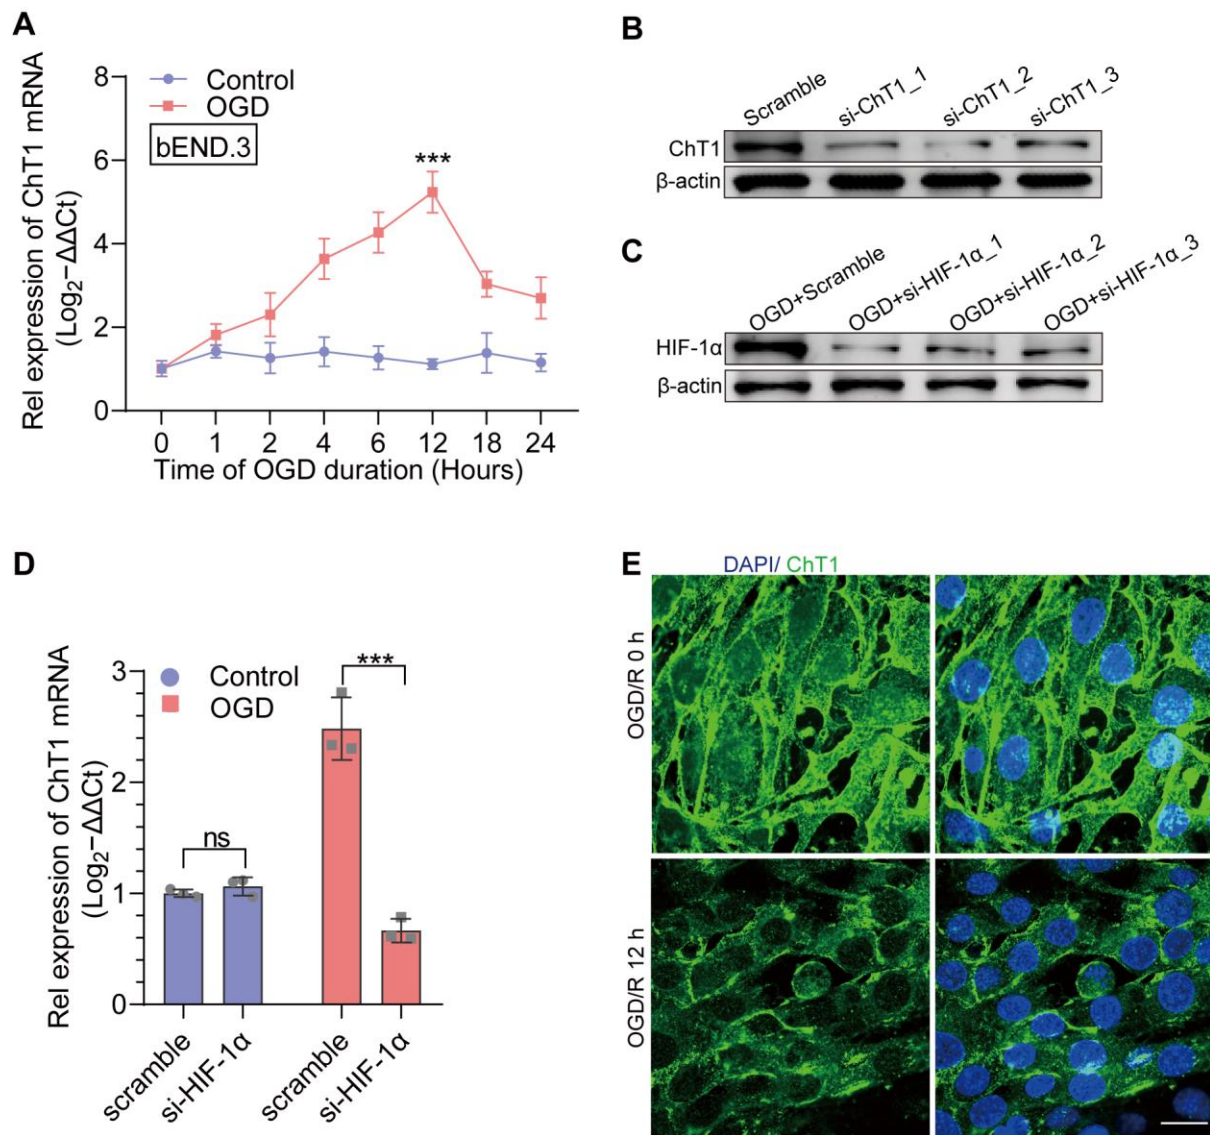 A
Rel expression of ChT1 mRNA
(Log₂−ΔΔCt)
8
6
4
2
0
Control
OGD
bEND.3
***
0 1 2 4 6 12 18 24
Time of OGD duration (Hours)
B
Scramble si-ChT1_1 si-ChT1_2 si-ChT1_3
ChT1
β-actin
C
OGD+Scramble OGD+si-HIF-1α_1 OGD+si-HIF-1α_2 OGD+si-HIF-1α_3
HIF-1α
β-actin
D
Rel expression of ChT1 mRNA
(Log₂−ΔΔCt)
3
2
1
0
Control
OGD
ns
***
scramble si-HIF-1α scramble si-HIF-1α
E
DAPI/ ChT1
OGD/R 0 h
OGD/R 12 h